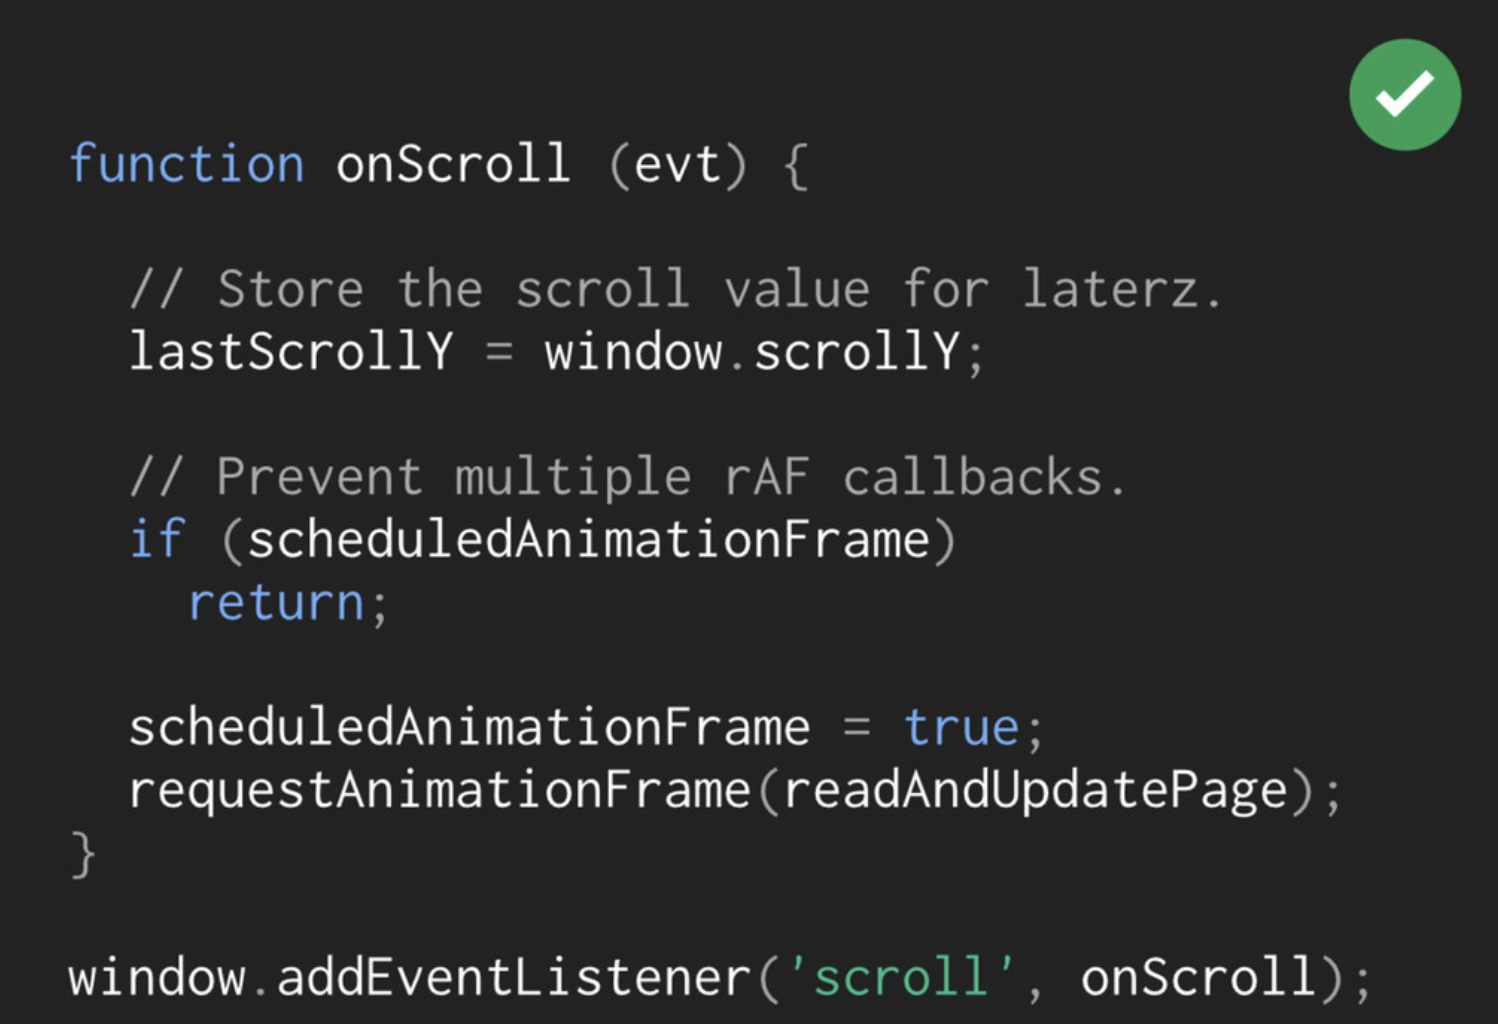 function onScroll (evt) {
// Store the scroll value for laterz.
lastScrollY = window.scrollY;
// Prevent multiple rAF callbacks.
if (scheduledAnimationFrame)
return;
scheduledAnimationFrame = true;
requestAnimationFrame(readAndUpdatePage);
}
window.addEventListener('scroll', onScroll);